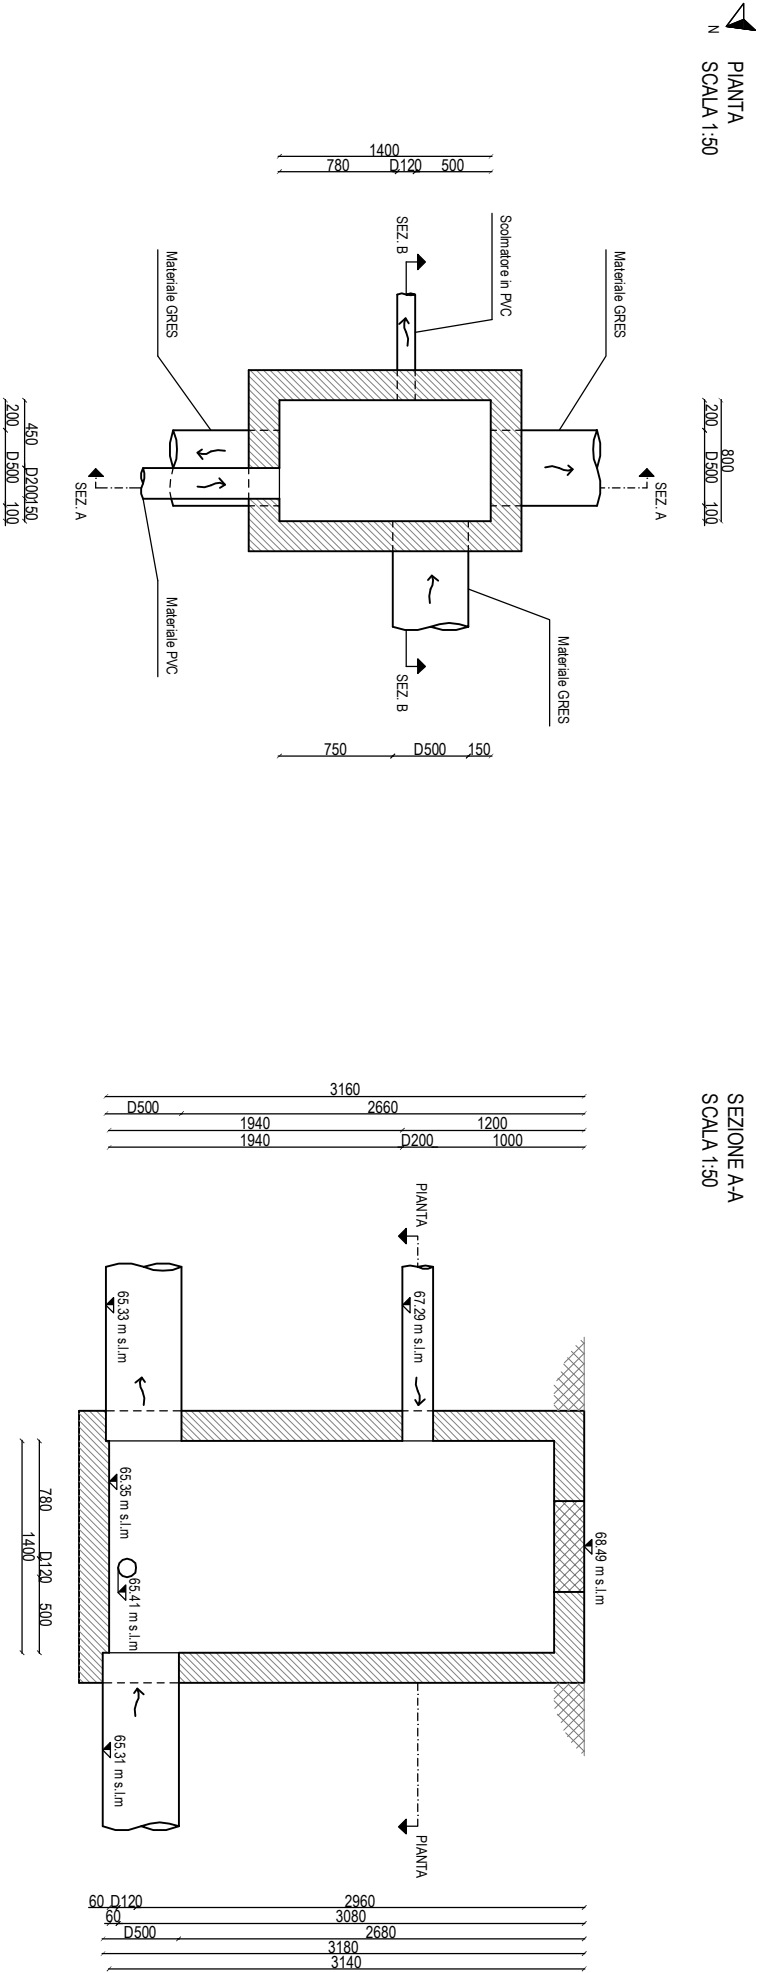 N
PIANTA
SCALA 1:50
1400
780
D120
500
SEZ. B
Scolmatore in PVC
Materiale GRES
Materiale GRES
800
200
D500
100
SEZ. A
SEZ. A
450
D200
150
200
D500
100
Materiale PVC
Materiale GRES
SEZ. B
750
D500
150
SEZIONE A-A
SCALA 1:50
3160
D500
2660
1940
1200
1940
D200
1000
PIANTA
65.33 m s.l.m
67.29 m s.l.m
65.35 m s.l.m
65.41 m s.l.m
68.49 m s.l.m
780
D120
500
1400
65.31 m s.l.m
PIANTA
60
D120
2960
60
3080
D500
2680
3180
3140